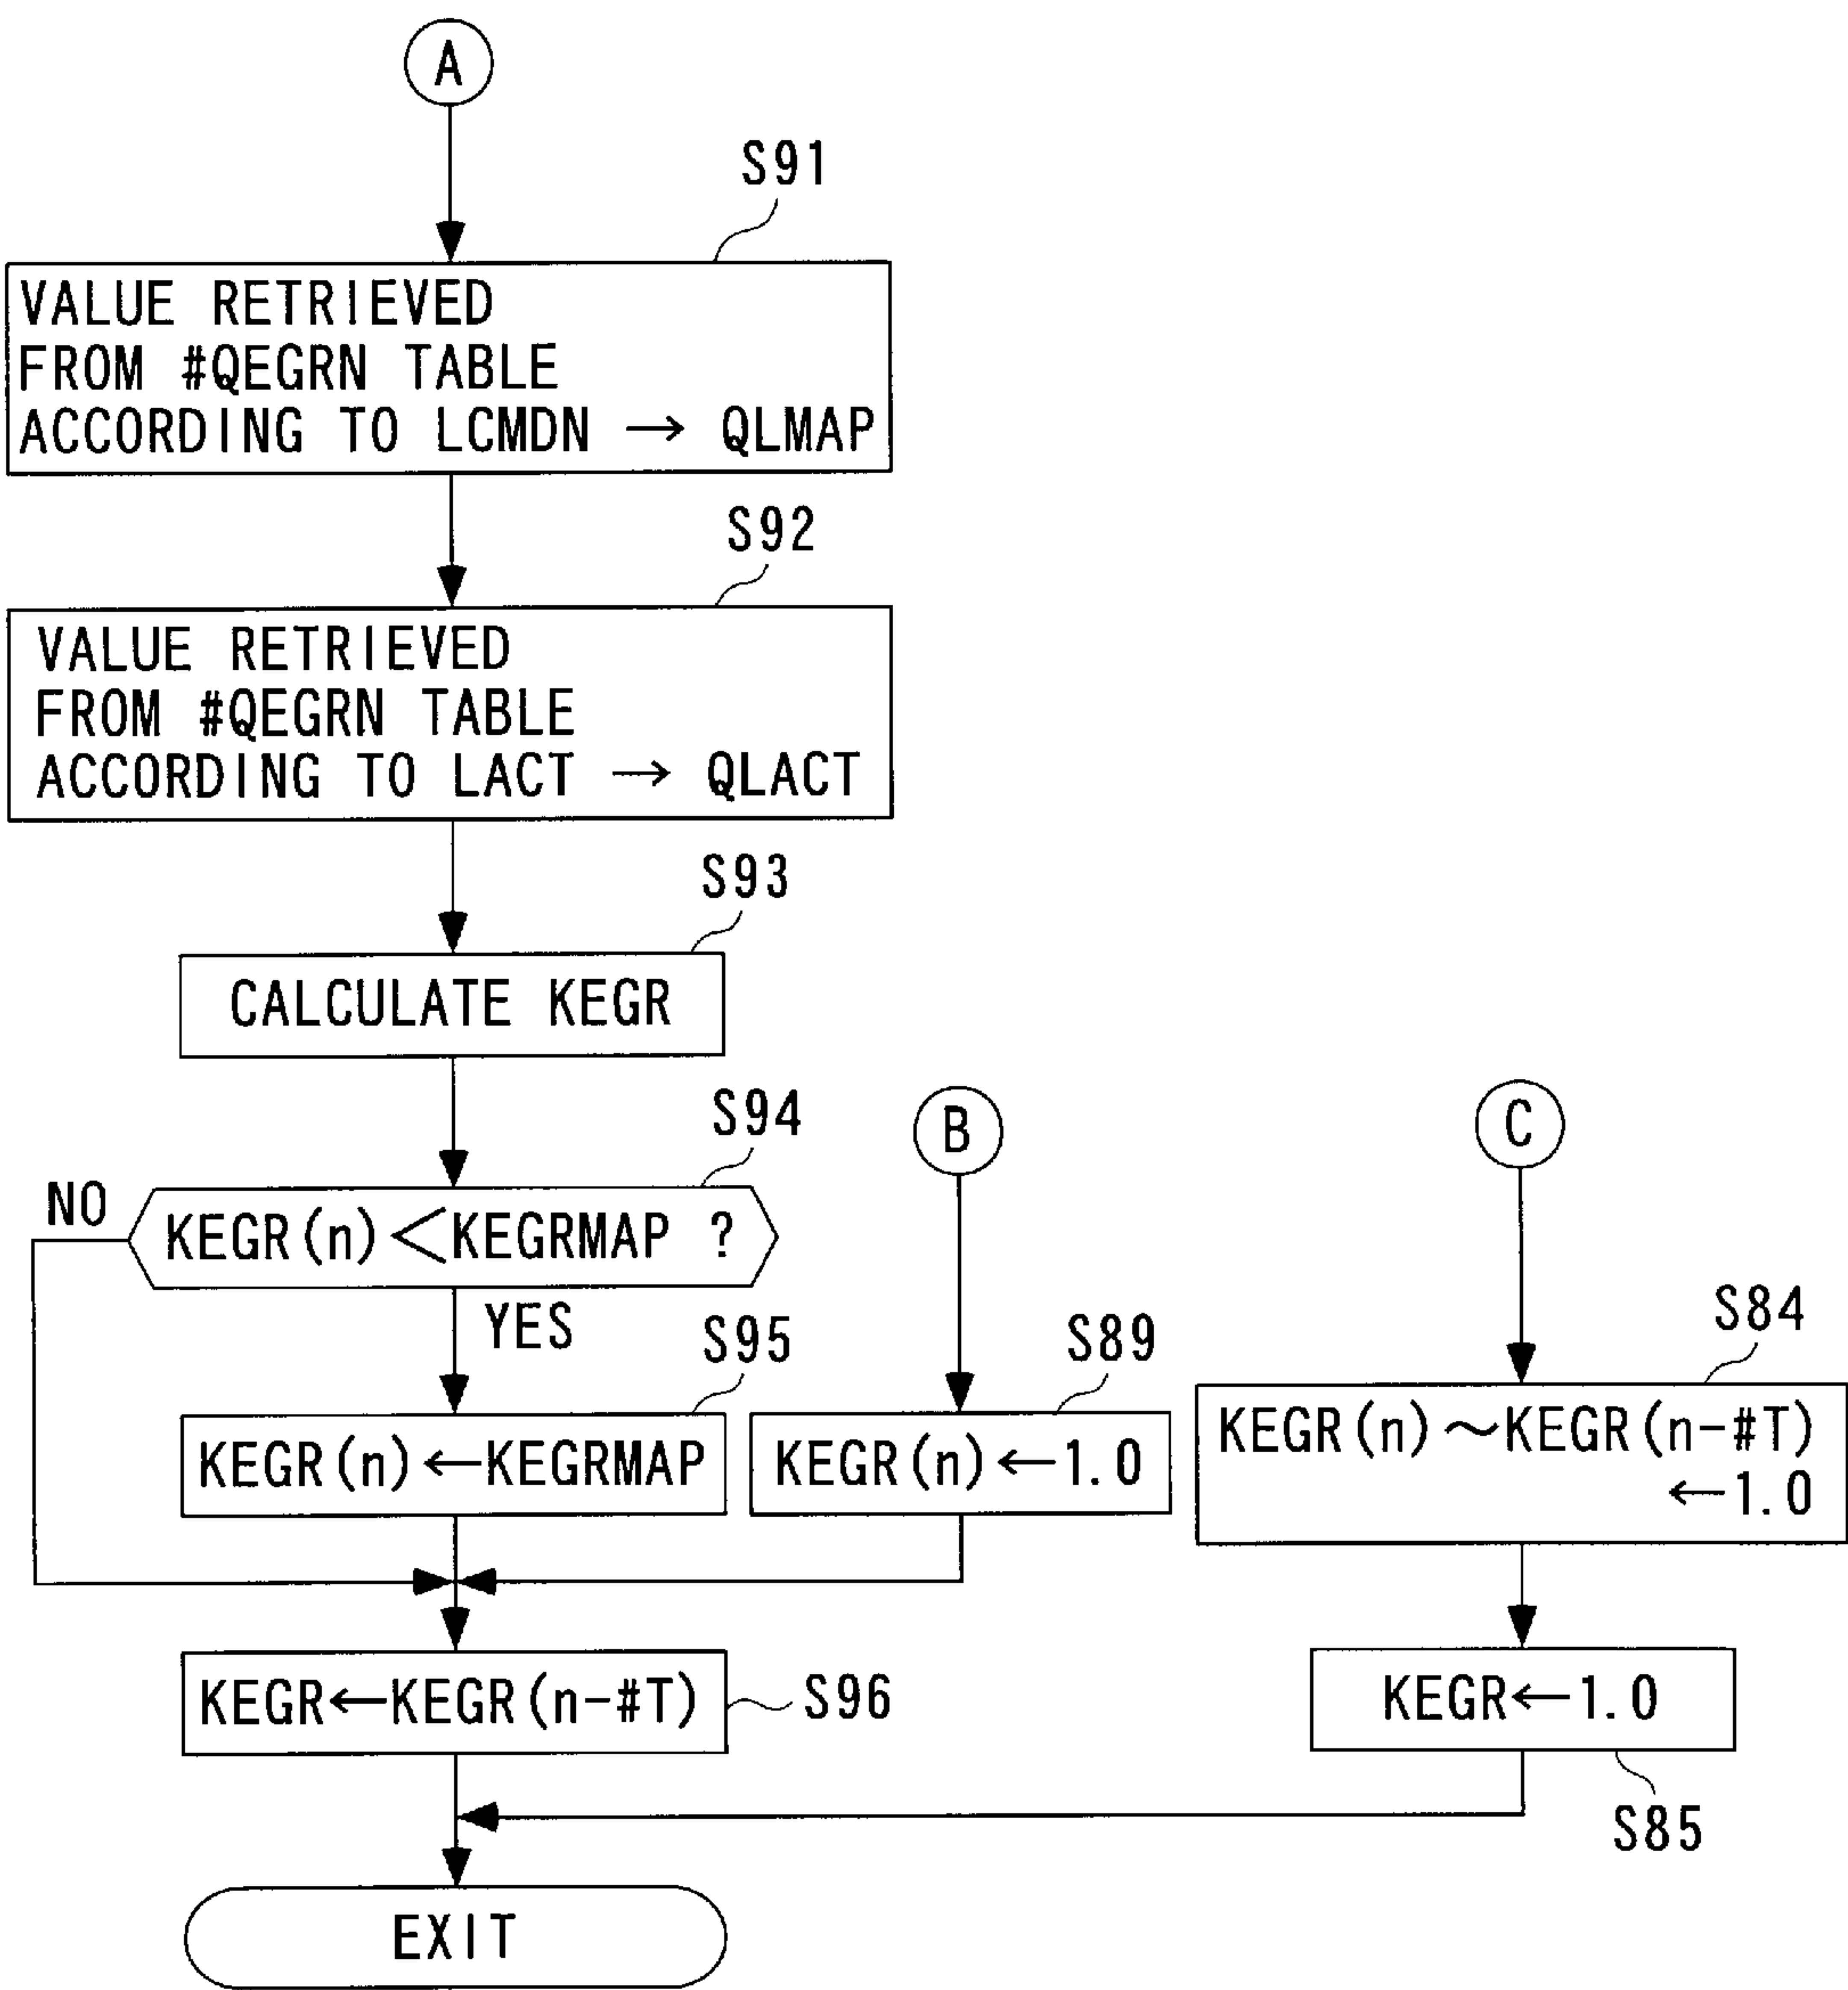 A
S91
VALUE RETRIEVED
FROM #QEGRN TABLE
ACCORDING TO LCMDN → QLMAP
S92
VALUE RETRIEVED
FROM #QEGRN TABLE
ACCORDING TO LACT → QLACT
S93
CALCULATE KEGR
S94
NO
KEGR(n)<KEGRMAP ?
YES
S95
KEGR(n)←KEGRMAP
B
S89
KEGR(n)←1.0
C
S84
KEGR(n)~KEGR(n-#T)
←1.0
KEGR←KEGR(n-#T)
S96
KEGR←1.0
S85
EXIT